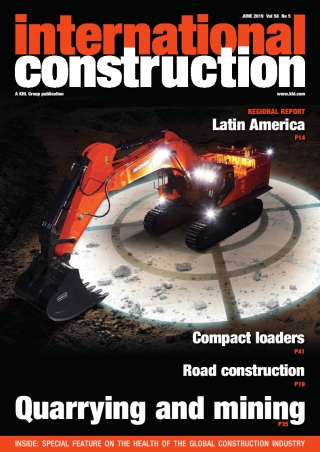 JUNE 2019 Vol 58 No 5
international
construction
A KHL Group publication
www.khl.com
REGIONAL REPORT
Latin America
P14
Compact loaders
P41
Road construction
P19
Quarrying and mining
P35
INSIDE: SPECIAL FEATURE ON THE HEALTH OF THE GLOBAL CONSTRUCTION INDUSTRY